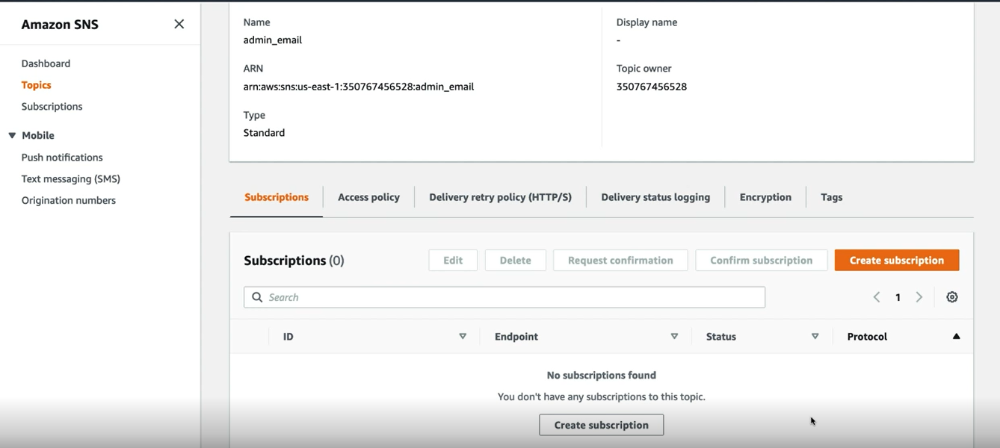 Amazon SNS
Dashboard
Topics
Subscriptions
Mobile
Push notifications
Text messaging (SMS)
Origination numbers
Name
admin_email
ARN
arn:aws:sns:us-east-1:350767456528:admin_email
Type
Standard
Display name
-
Topic owner
350767456528
Subscriptions Access policy Delivery retry policy (HTTP/S) Delivery status logging Encryption Tags
Subscriptions (0) Edit Delete Request confirmation Confirm subscription Create subscription
Search 1
ID Endpoint Status Protocol
No subscriptions found
You don't have any subscriptions to this topic.
Create subscription